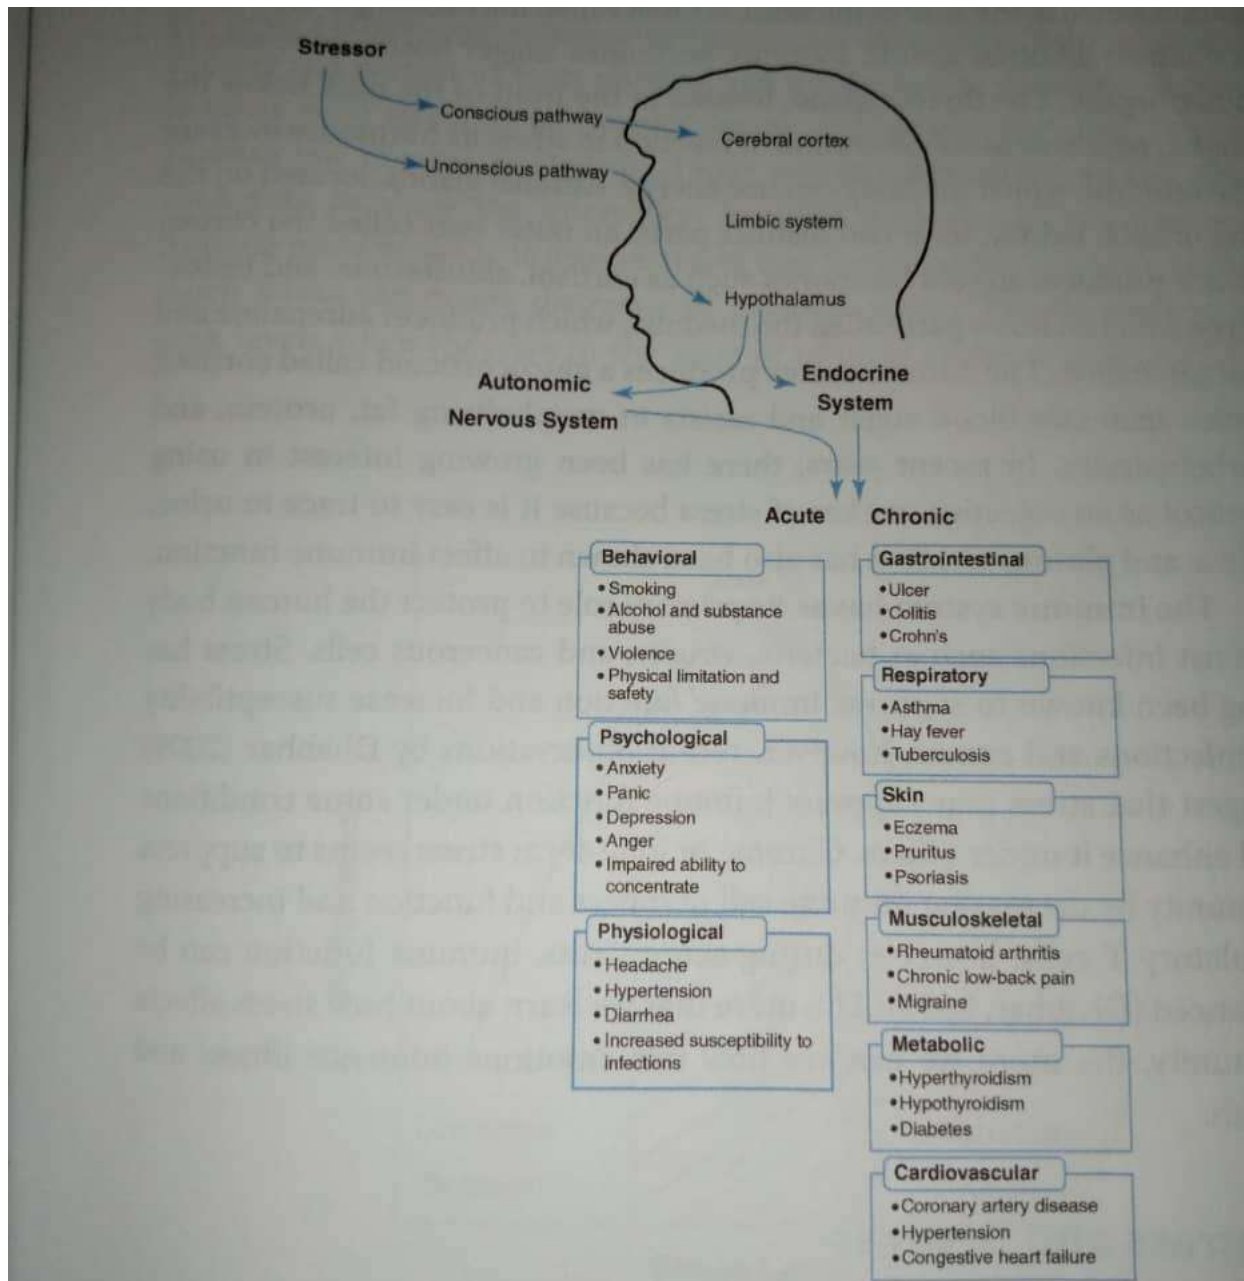 Stressor
Conscious pathway
Cerebral cortex
Unconscious pathway
Limbic system
Hypothalamus
Autonomic
Nervous System
Endocrine
System
Acute
Chronic
Behavioral
• Smoking
• Alcohol and substance
abuse
• Violence
• Physical limitation and
safety
Psychological
• Anxiety
• Panic
• Depression
• Anger
• Impaired ability to
concentrate
Physiological
• Headache
• Hypertension
• Diarrhea
• Increased susceptibility to
infections
Gastrointestinal
• Ulcer
• Colitis
• Crohn's
Respiratory
• Asthma
• Hay fever
• Tuberculosis
Skin
• Eczema
• Pruritus
• Psoriasis
Musculoskeletal
• Rheumatoid arthritis
• Chronic low-back pain
• Migraine
Metabolic
• Hyperthyroidism
• Hypothyroidism
• Diabetes
Cardiovascular
• Coronary artery disease
• Hypertension
• Congestive heart failure